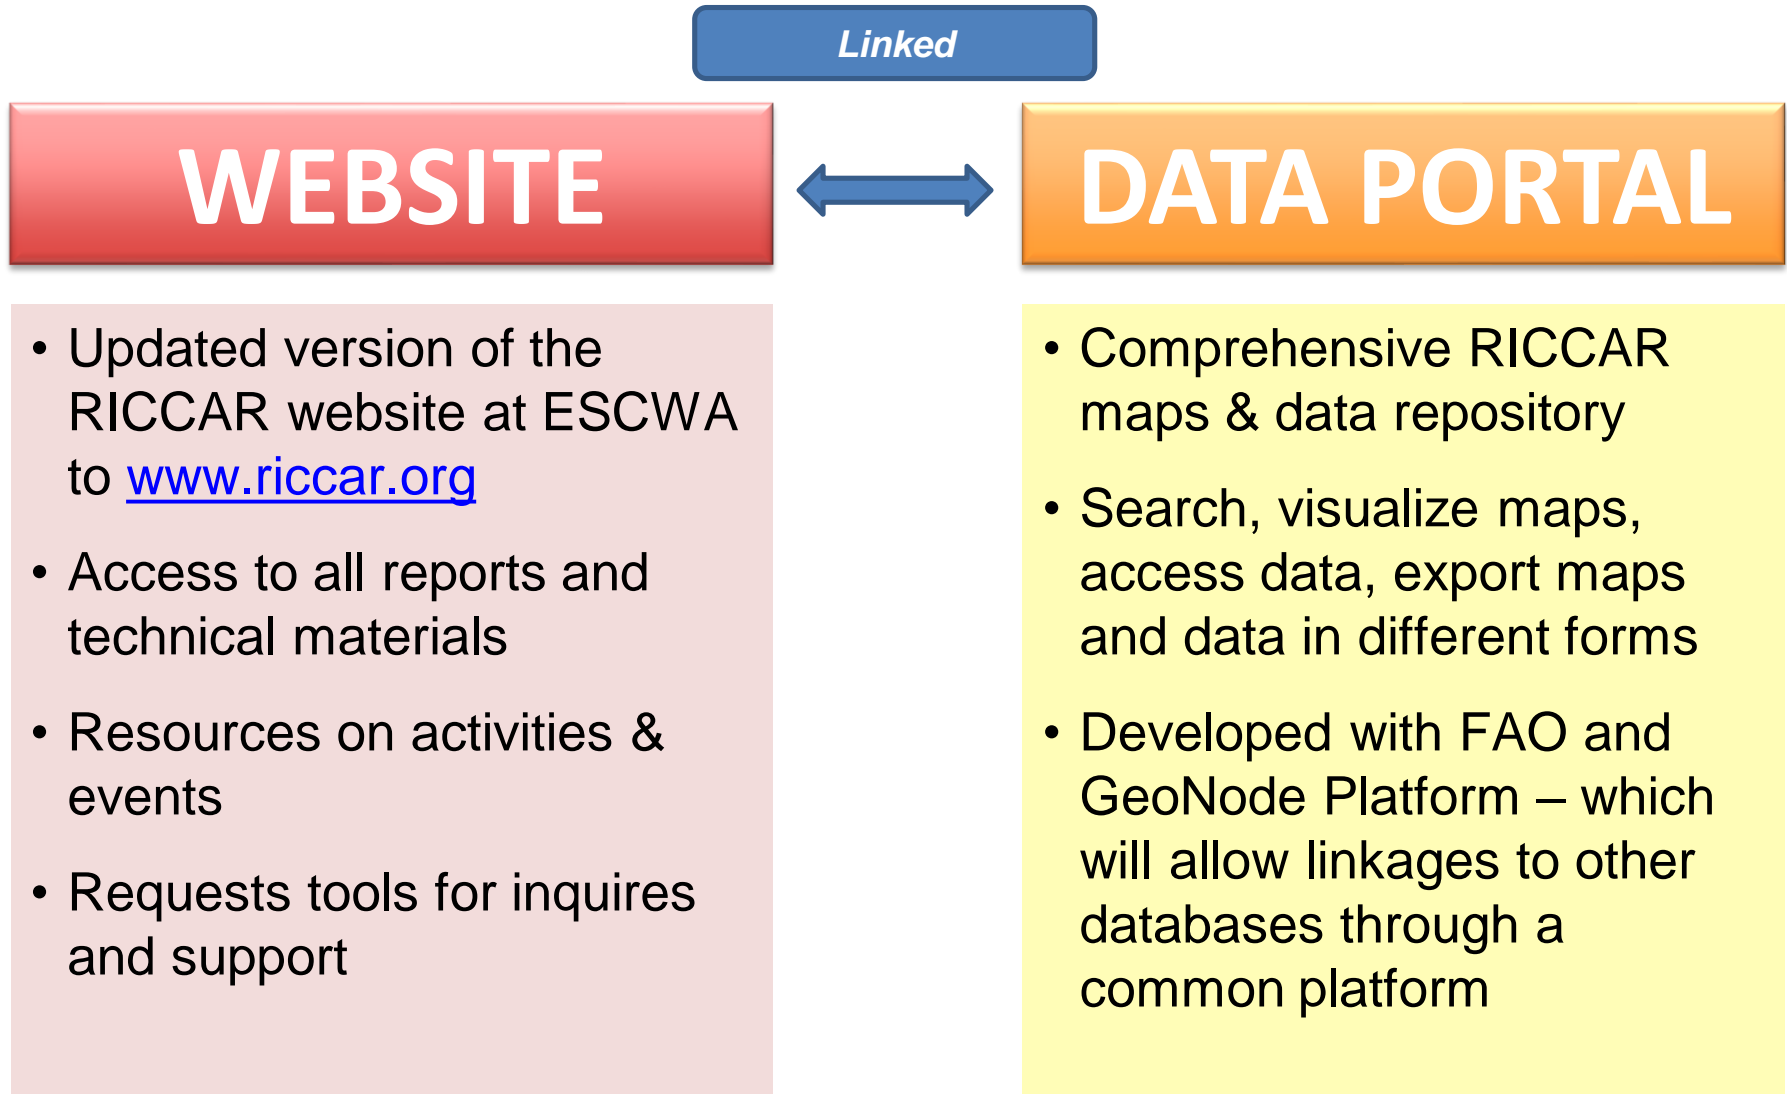 Linked
WEBSITE
DATA PORTAL
• Updated version of the
RICCAR website at ESCWA
to www.riccar.org
• Access to all reports and
technical materials
• Resources on activities &
events
• Requests tools for inquires
and support
• Comprehensive RICCAR
maps & data repository
• Search, visualize maps,
access data, export maps
and data in different forms
• Developed with FAO and
GeoNode Platform – which
will allow linkages to other
databases through a
common platform